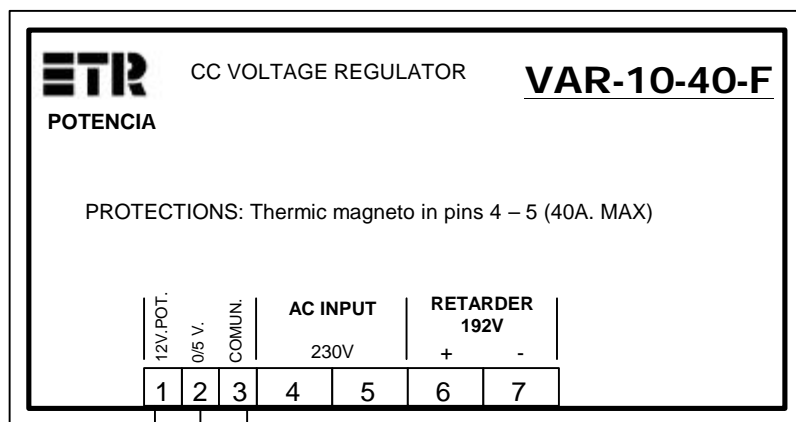 ETR CC VOLTAGE REGULATOR VAR-10-40-F
POTENCIA
PROTECTIONS: Thermic magneto in pins 4 – 5 (40A. MAX)
12V.POT. 0/5 V. COMUN. AC INPUT RETARDER
192V
230V + -
1 2 3 4 5 6 7